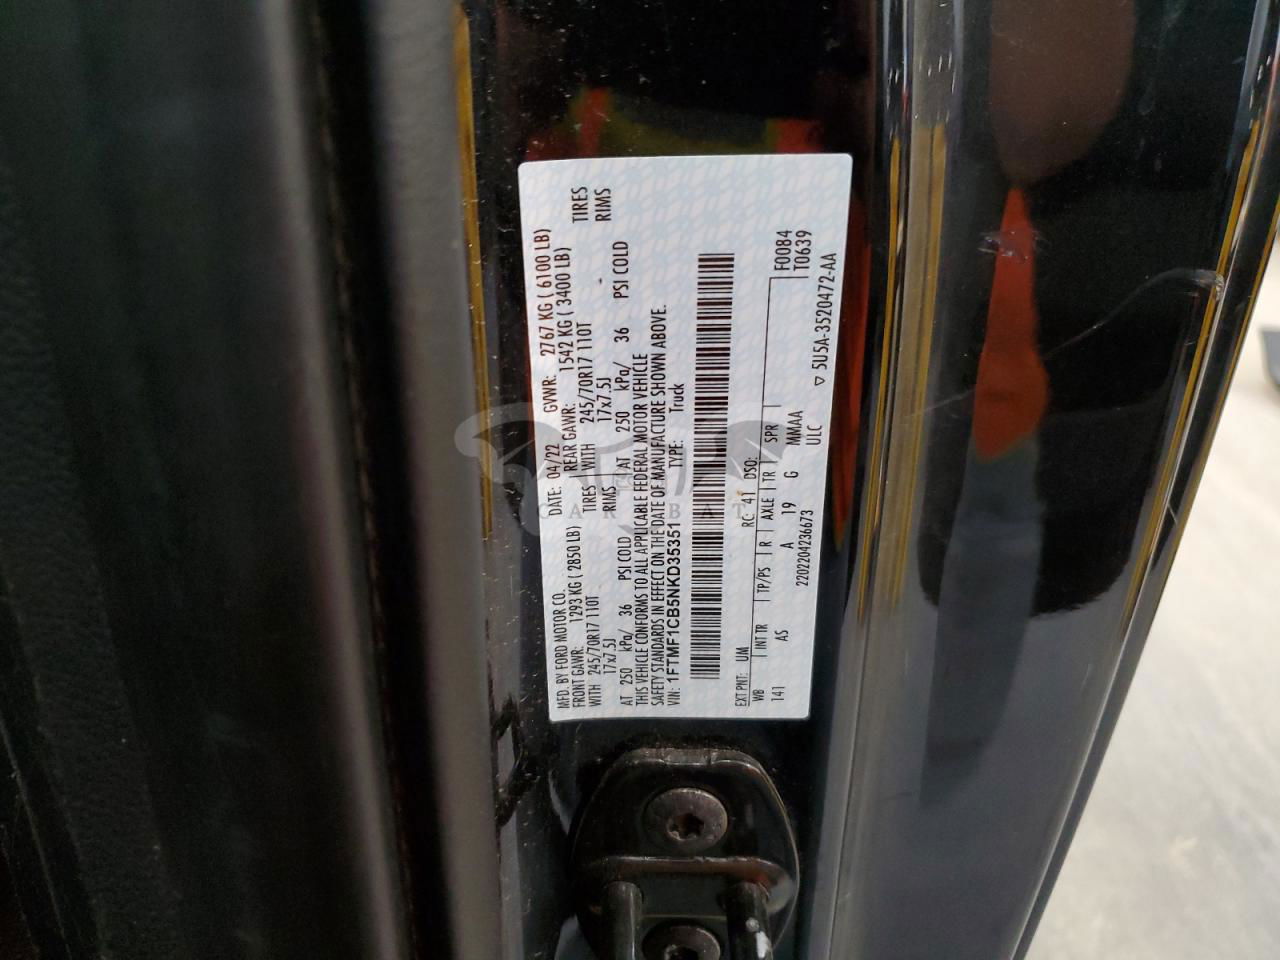 MFD. BY FORD MOTOR CO. DATE: 04/22 GVWR: 2767 KG ( 6100 LB)
FRONT GAWR: 1293 KG ( 2850 LB) REAR GAWR: 1542 KG ( 3400 LB)
WITH 245/70R17 110T TIRES WITH 245/70R17 110T TIRES
17x7.5J RIMS 17x7.5J RIMS
AT 250 kPa/ 36 PSI COLD AT 250 kPa/ 36 PSI COLD
THIS VEHICLE CONFORMS TO ALL APPLICABLE FEDERAL MOTOR VEHICLE
SAFETY STANDARDS IN EFFECT ON THE DATE OF MANUFACTURE SHOWN ABOVE.
VIN: 1FTMF1CB5NKD35351 TYPE: Truck
EXT PNT: UM RC: 41 DSO:
WB INT TR TP/PS R AXLE TR SPR F0084
141 AS A 19 G MMAA T0639
2202204236673 ULC ▽ 5U5A-3520472-AA
CAR BAT